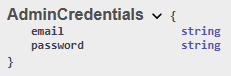 AdminCredentials {
email string
password string
}